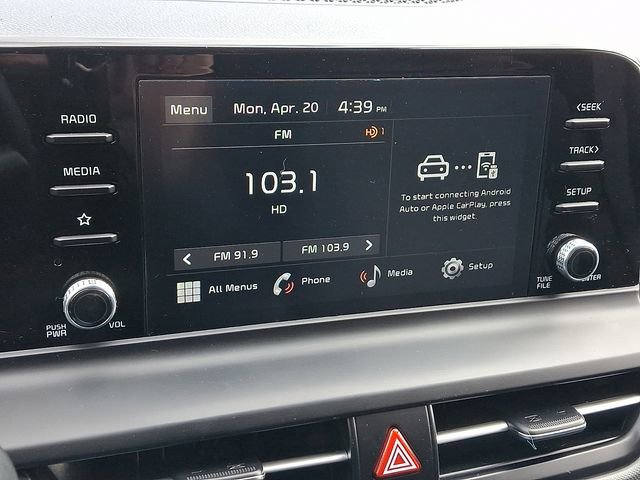 RADIO
MEDIA
PUSH
PWR
VOL
Menu Mon, Apr. 20 4:39 PM
FM HD 1
103.1
HD
FM 91.9 FM 103.9
To start connecting Android
Auto or Apple CarPlay, press
this widget.
All Menus Phone Media Setup
<SEEK
TRACK>
SETUP
TUNE
FILE
ENTER